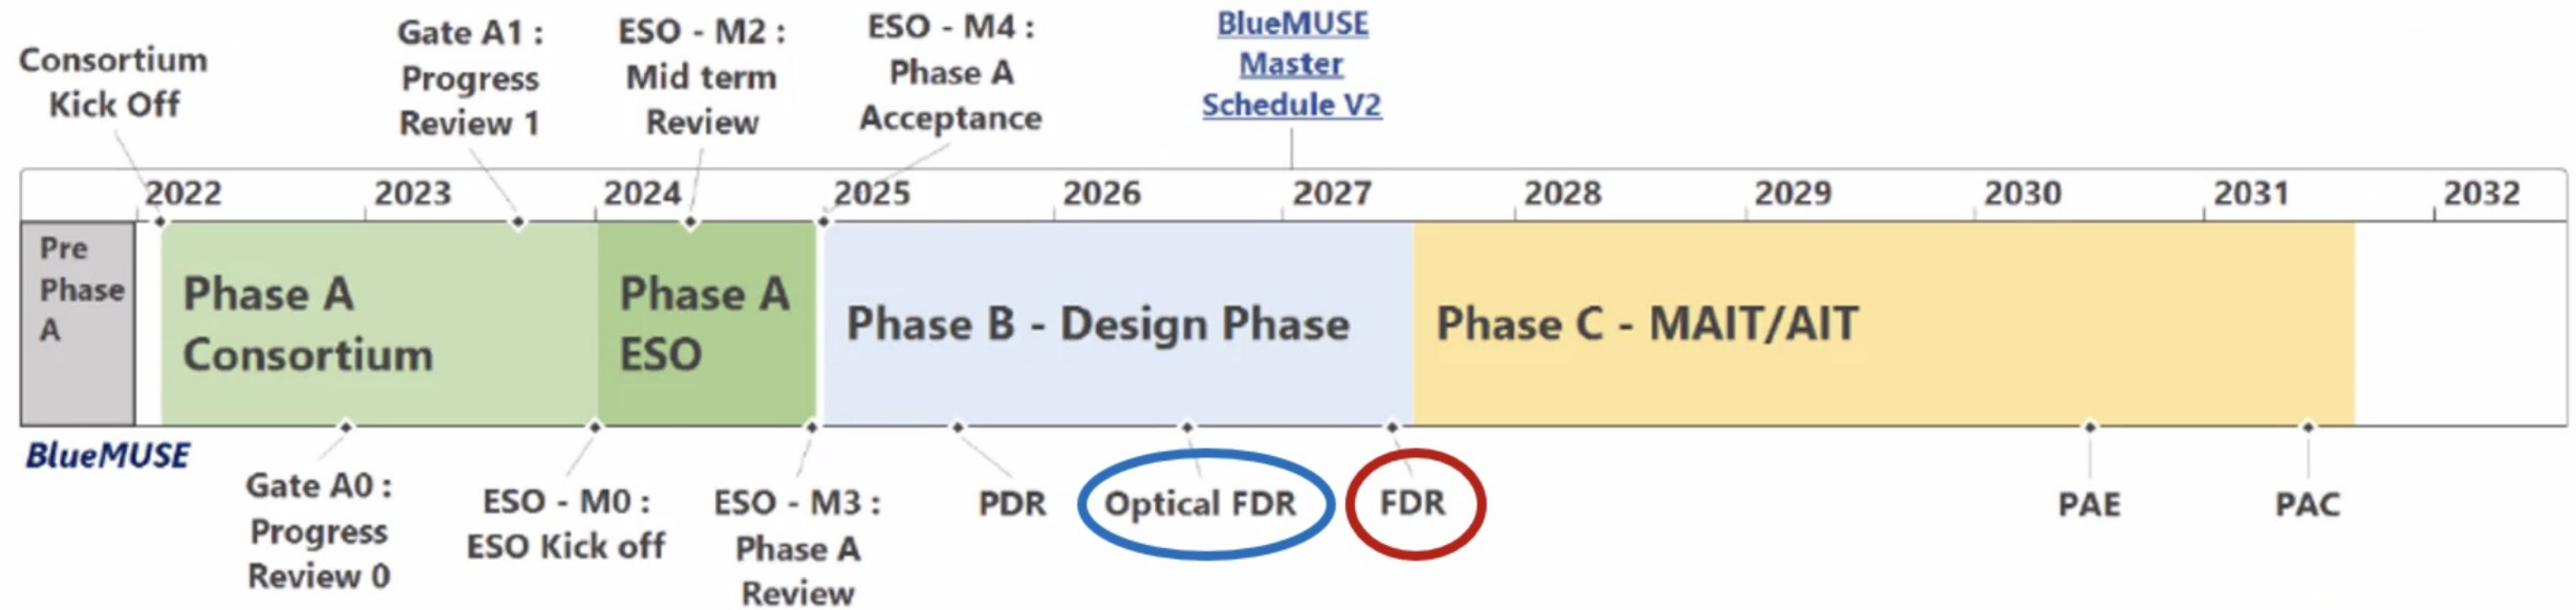 Consortium
Kick Off
Gate A1 :
Progress
Review 1
ESO - M2 :
Mid term
Review
ESO - M4 :
Phase A
Acceptance
BlueMUSE
Master
Schedule V2
2022 2023 2024 2025 2026 2027 2028 2029 2030 2031 2032
Pre
Phase
A
Phase A
Consortium
Phase A
ESO
Phase B - Design Phase
Phase C - MAIT/AIT
BlueMUSE
Gate A0 :
Progress
Review 0
ESO - M0 :
ESO Kick off
ESO - M3 :
Phase A
Review
PDR
Optical FDR
FDR
PAE
PAC